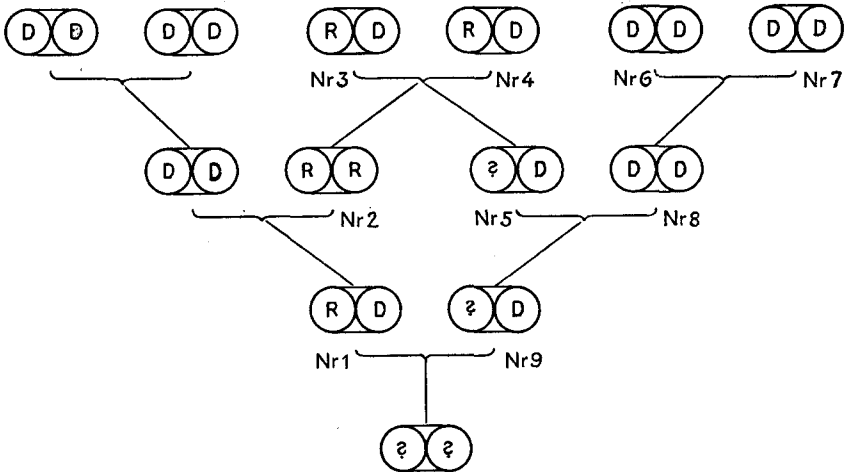 D D D D R D R D D D D D
Nr3 Nr4 Nr6 Nr7
D D R R ? D D D
Nr2 Nr5 Nr8
R D ? D
Nr1 Nr9
? ?